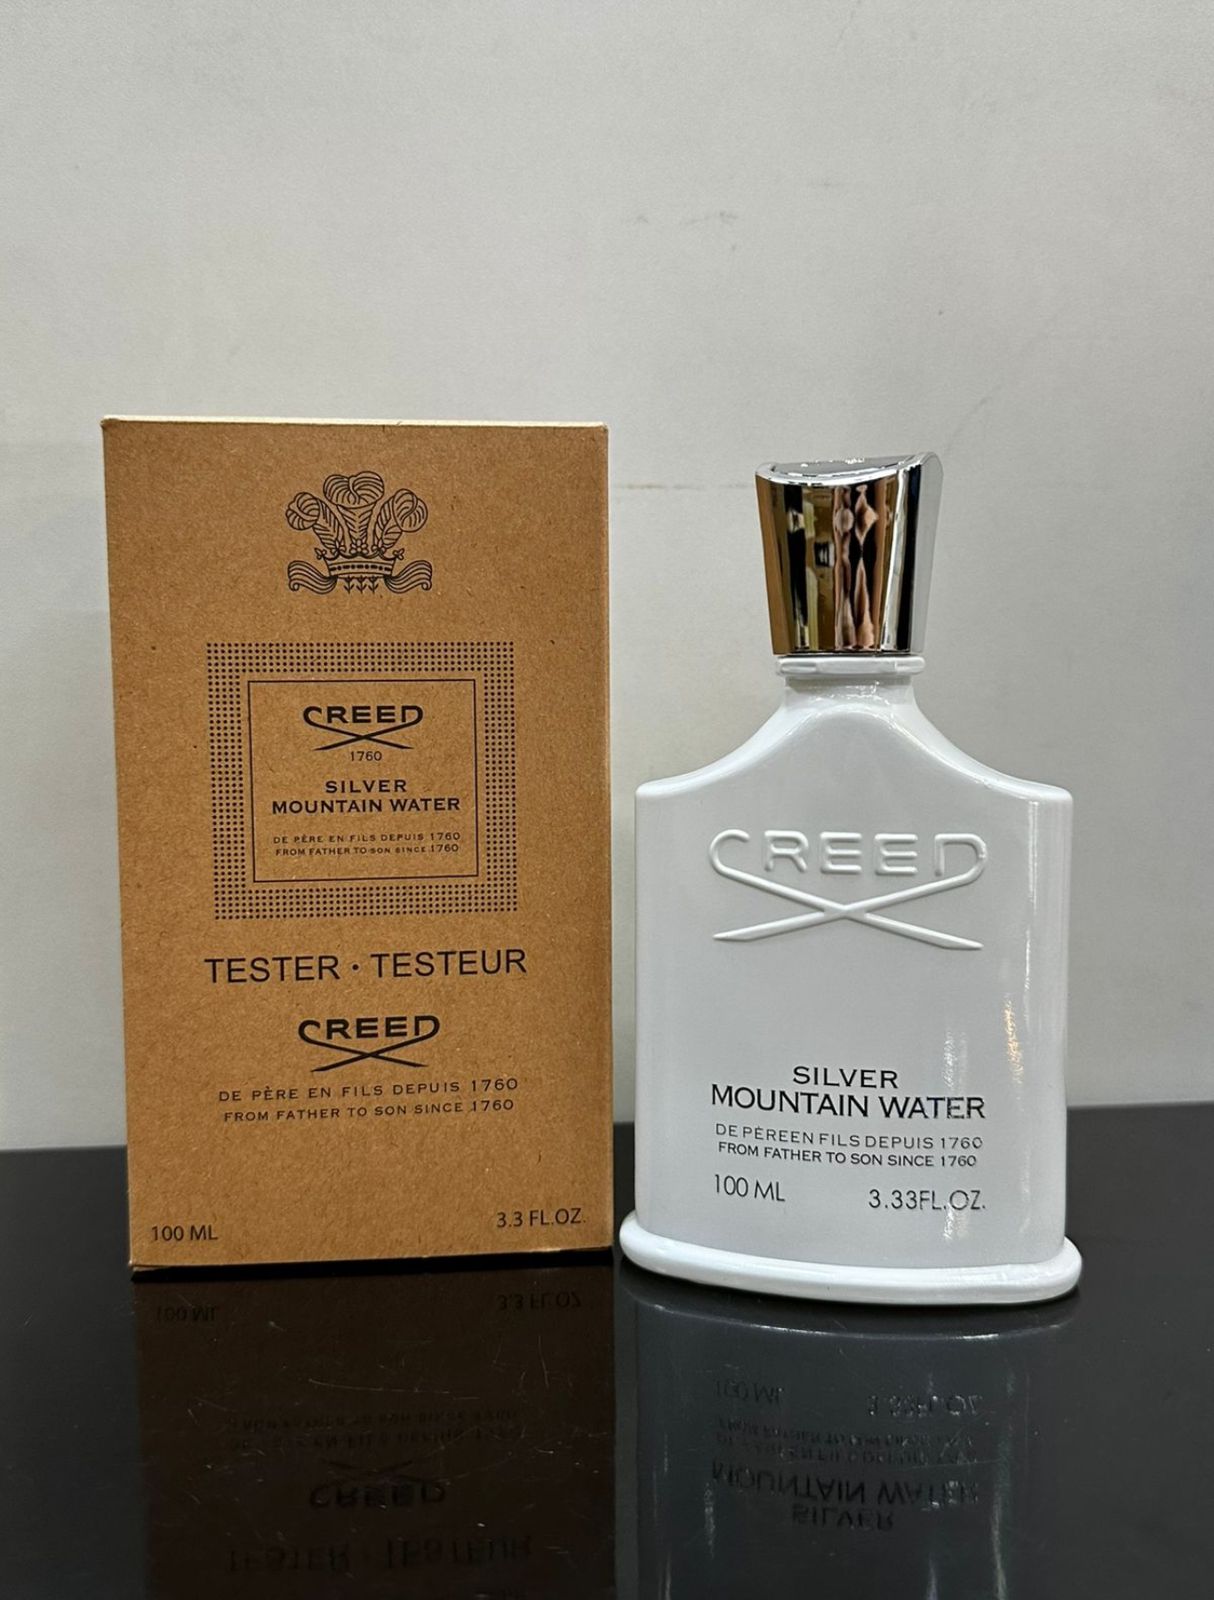 CREED
1760
SILVER
MOUNTAIN WATER
DE PÈRE EN FILS DEPUIS 1760
FROM FATHER TO SON SINCE 1760
TESTER · TESTEUR
CREED
DE PÈRE EN FILS DEPUIS 1760
FROM FATHER TO SON SINCE 1760
100 ML
3.3 FL.OZ.
CREED
SILVER
MOUNTAIN WATER
DE PÈREEN FILS DEPUIS 1760
FROM FATHER TO SON SINCE 1760
100 ML
3.33FL.OZ.